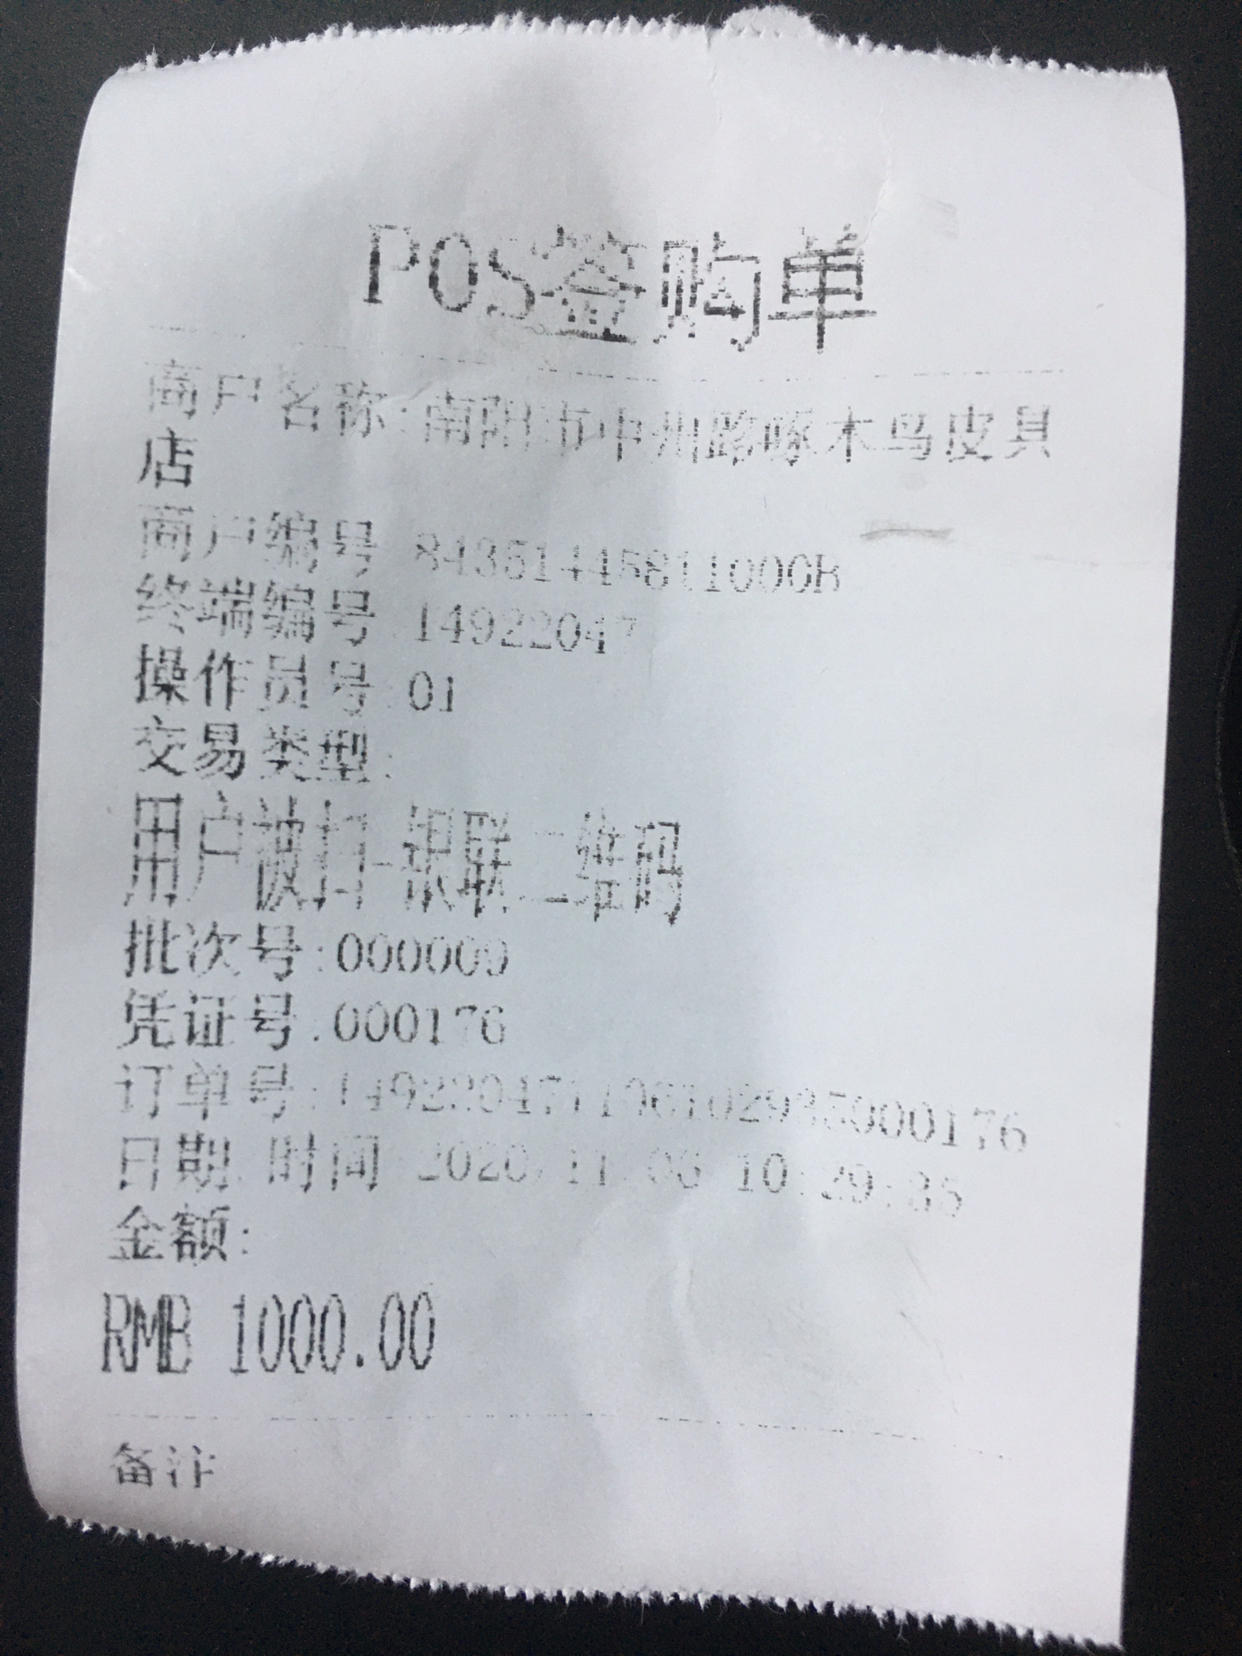 POS签购单
商户名称:南阳市中州路啄木鸟皮具
店
商户编号
终端编号:14922047
操作员号:01
交易类型:
用户被扫-银联二维码
批次号:000009
凭证号:000176
订单号:14922047110610293500​0176
日期/时间:2020/11/06 10:29:35
金额:
RMB 1000.00
备注